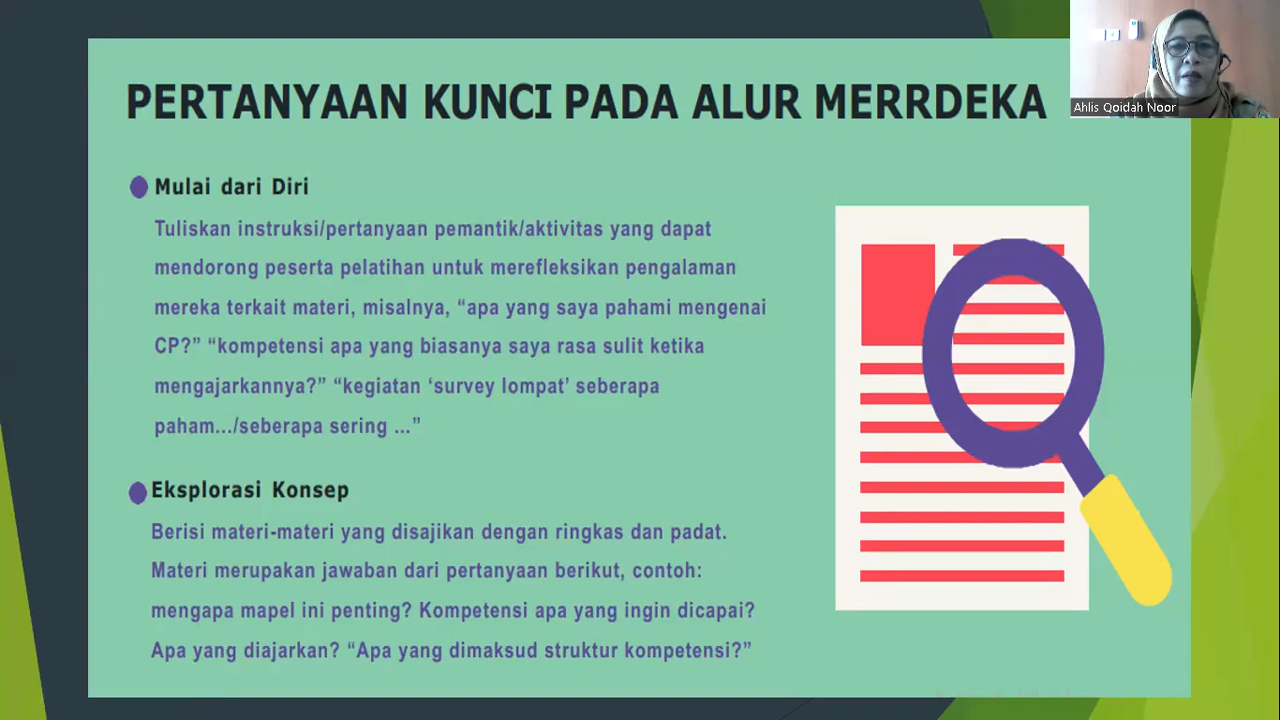 PERTANYAAN KUNCI PADA ALUR MERRDEKA
Ahlis Qoidah Noor
Mulai dari Diri
Tuliskan instruksi/pertanyaan pemantik/aktivitas yang dapat
mendorong peserta pelatihan untuk merefleksikan pengalaman
mereka terkait materi, misalnya, “apa yang saya pahami mengenai
CP?” “kompetensi apa yang biasanya saya rasa sulit ketika
mengajarkannya?” “kegiatan ‘survey lompat’ seberapa
paham.../seberapa sering ...”
Eksplorasi Konsep
Berisi materi-materi yang disajikan dengan ringkas dan padat.
Materi merupakan jawaban dari pertanyaan berikut, contoh:
mengapa mapel ini penting? Kompetensi apa yang ingin dicapai?
Apa yang diajarkan? “Apa yang dimaksud struktur kompetensi?”